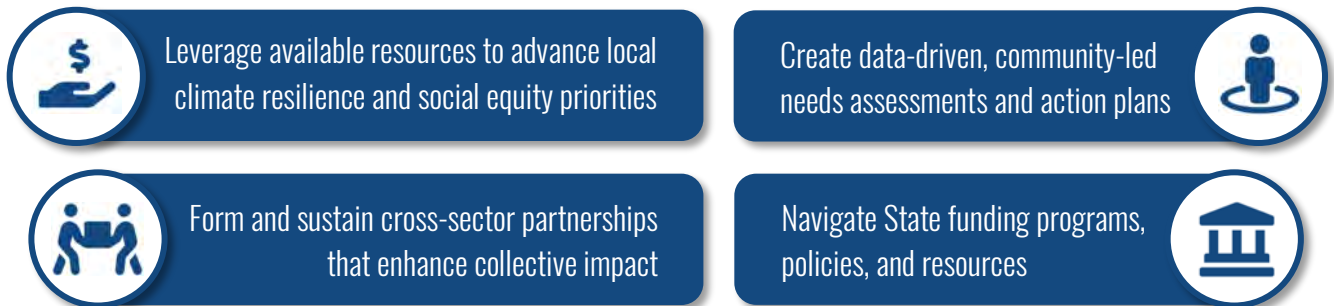 $
Leverage available resources to advance local
climate resilience and social equity priorities
Create data-driven, community-led
needs assessments and action plans
Form and sustain cross-sector partnerships
that enhance collective impact
Navigate State funding programs,
policies, and resources